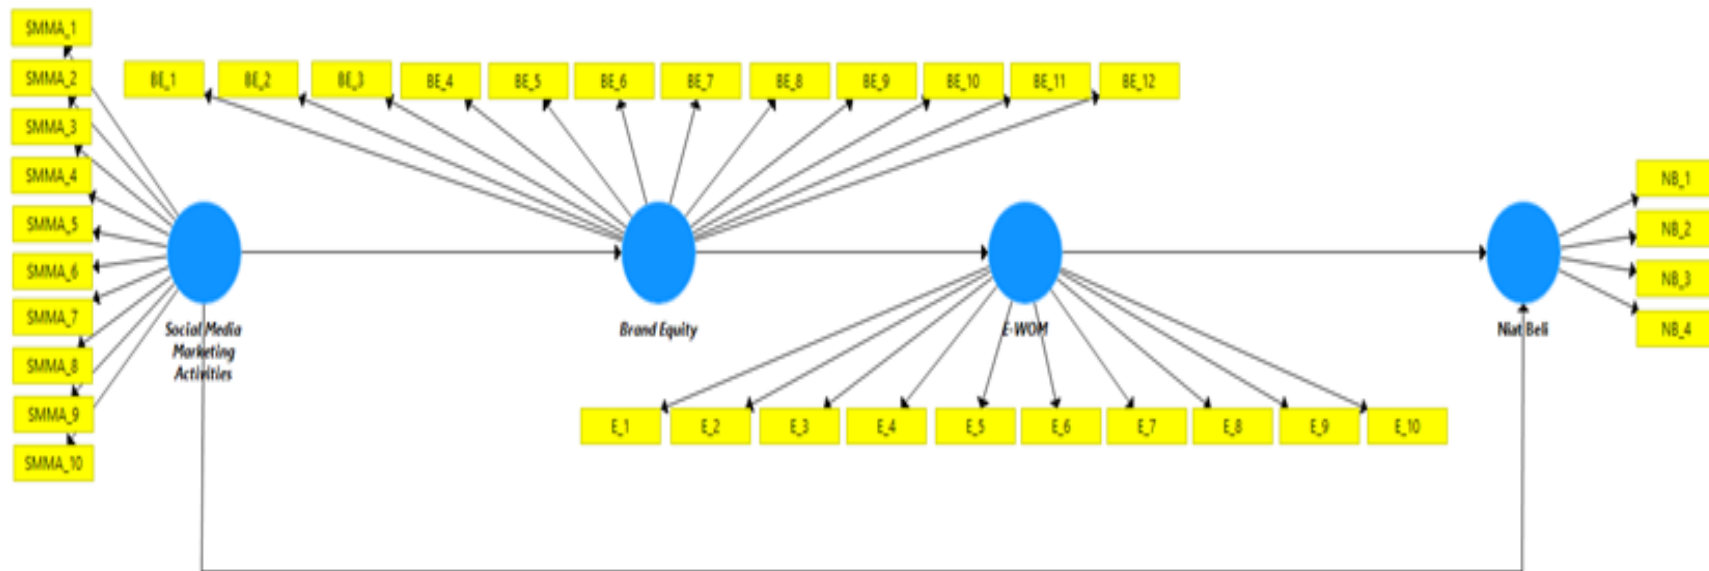 SMMA_1
SMMA_2
SMMA_3
SMMA_4
SMMA_5
SMMA_6
SMMA_7
SMMA_8
SMMA_9
SMMA_10
BE_1
BE_2
BE_3
BE_4
BE_5
BE_6
BE_7
BE_8
BE_9
BE_10
BE_11
BE_12
Social Media
Marketing
Activities
Brand Equity
E-WOM
Niat Beli
E_1
E_2
E_3
E_4
E_5
E_6
E_7
E_8
E_9
E_10
NB_1
NB_2
NB_3
NB_4